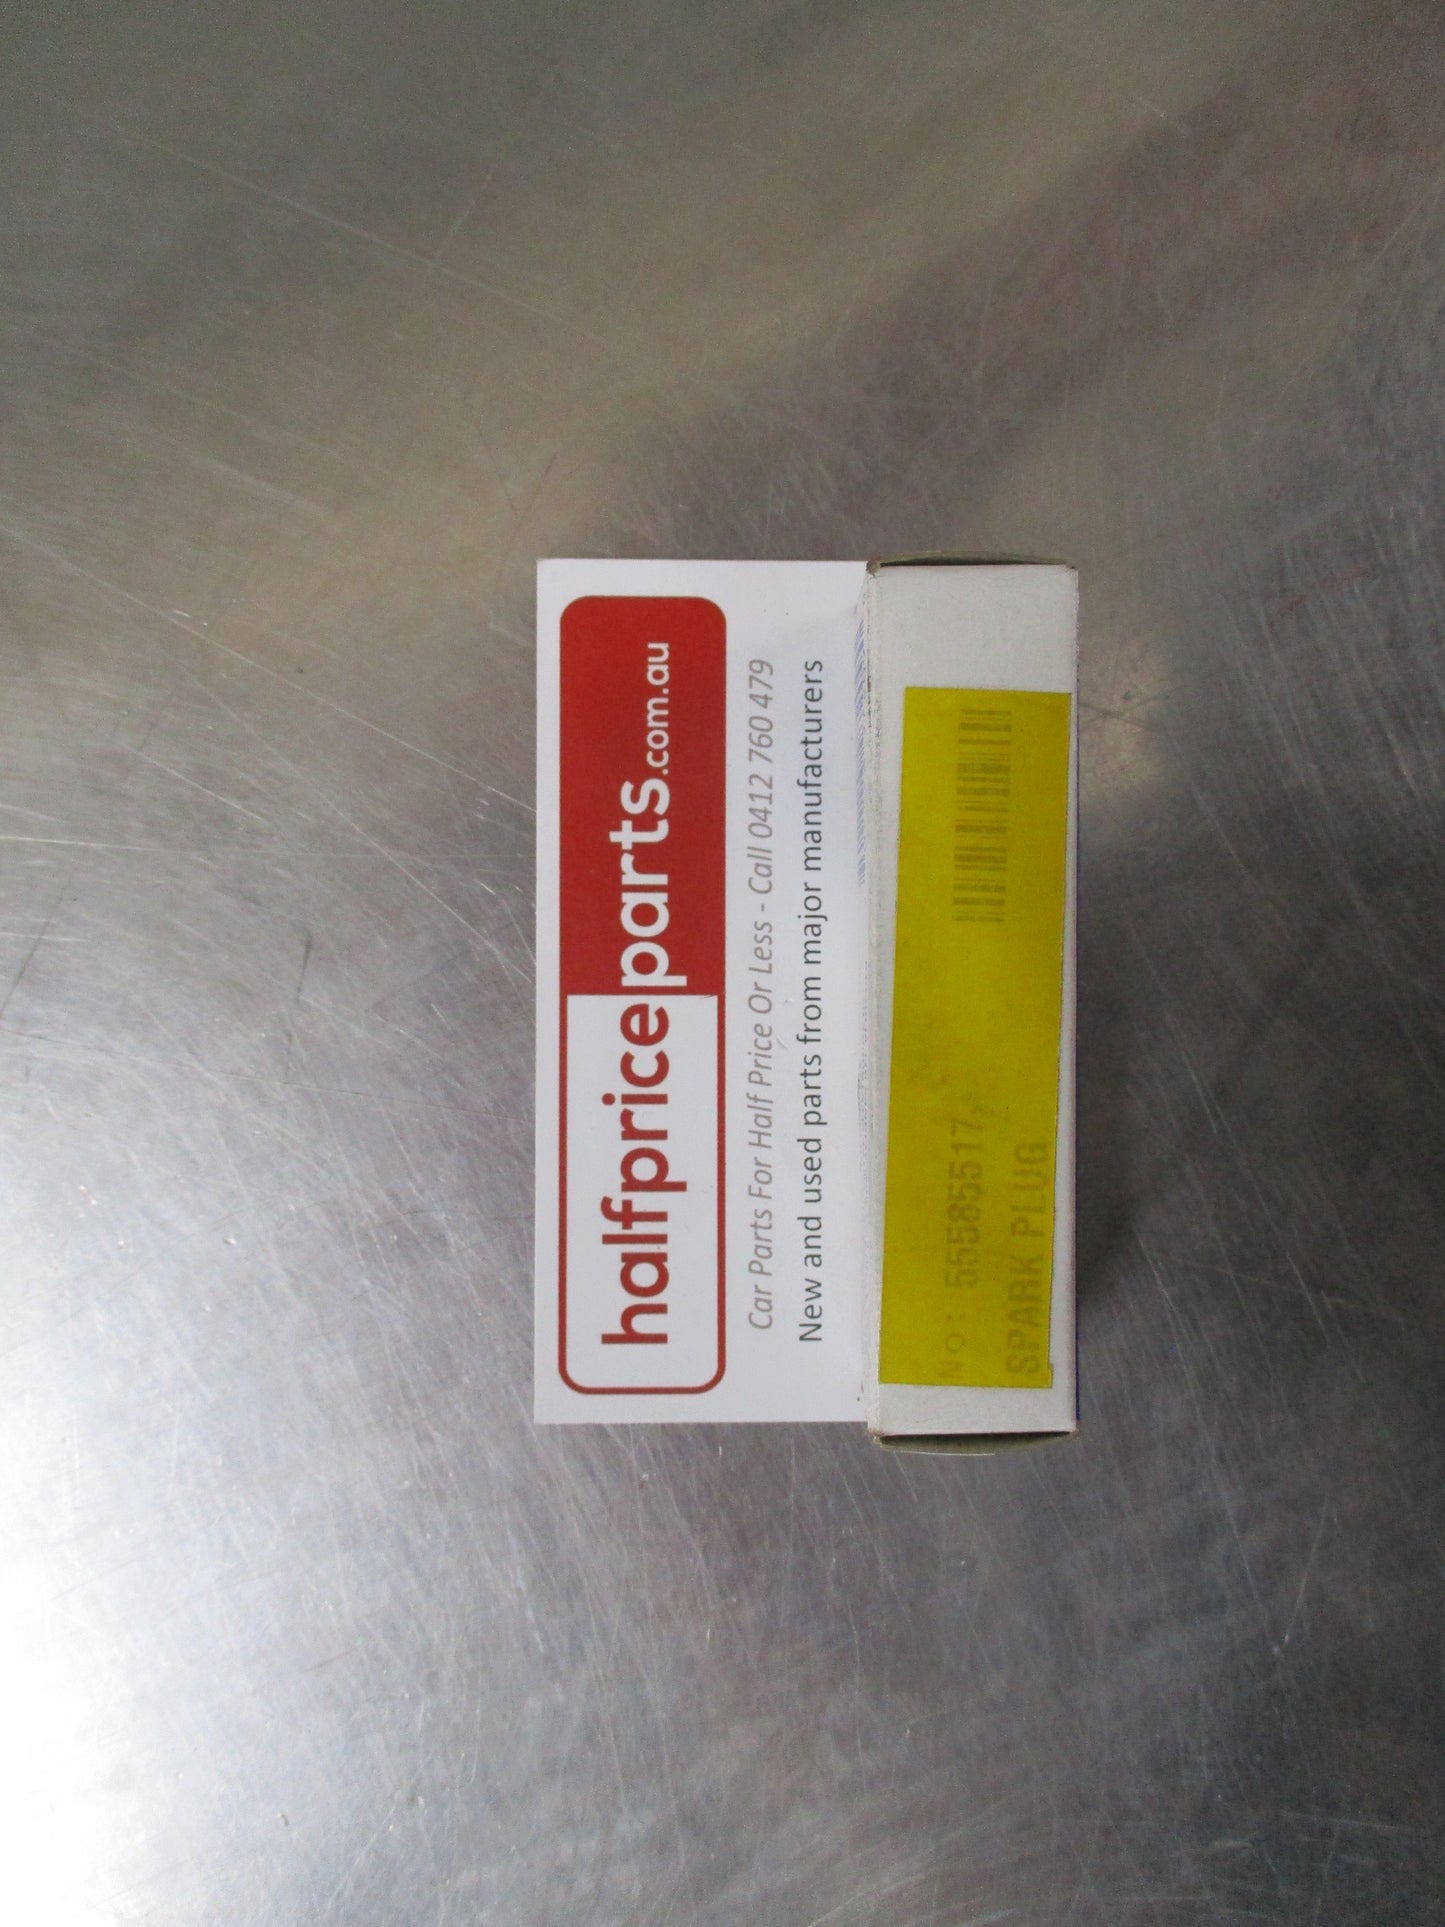 halfpriceparts.com.au
Car Parts For Half Price Or Less - Call 0412 760 479
New and used parts from major manufacturers
No: 55585517
SPARK PLUG